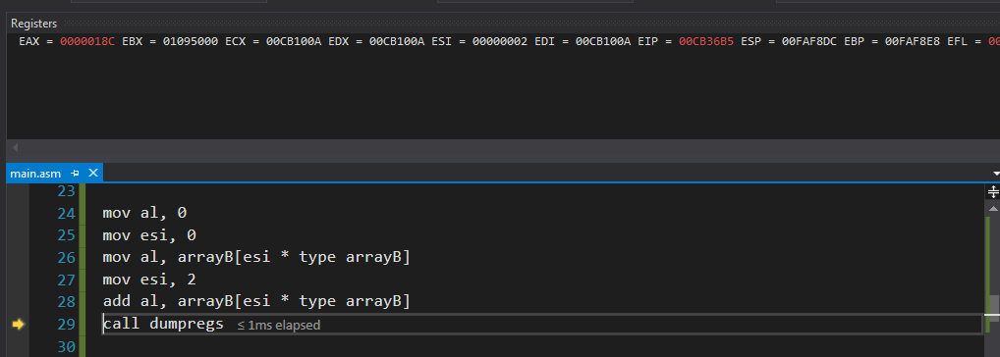 Registers
EAX = 0000018C EBX = 01095000 ECX = 00CB100A EDX = 00CB100A ESI = 00000002 EDI = 00CB100A EIP = 00CB36B5 ESP = 00FAF8DC EBP = 00FAF8E8 EFL = 00
main.asm
23
24 mov al, 0
25 mov esi, 0
26 mov al, arrayB[esi * type arrayB]
27 mov esi, 2
28 add al, arrayB[esi * type arrayB]
29 call dumpregs ≤ 1ms elapsed
30